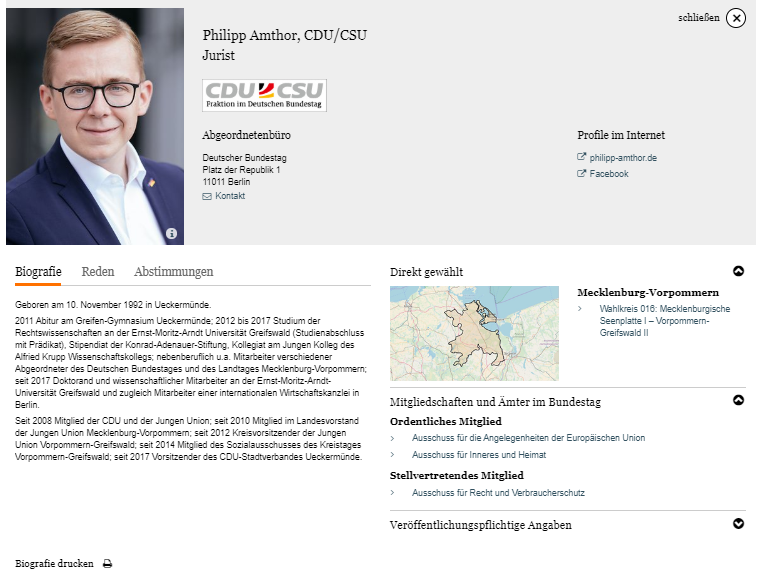 schließen
Philipp Amthor, CDU/CSU
Jurist
CDU CSU
Fraktion im Deutschen Bundestag
Abgeordnetenbüro
Deutscher Bundestag
Platz der Republik 1
11011 Berlin
Kontakt
Profile im Internet
philipp-amthor.de
Facebook
Biografie Reden Abstimmungen
Geboren am 10. November 1992 in Ueckermünde.
2011 Abitur am Greifen-Gymnasium Ueckermünde; 2012 bis 2017 Studium der
Rechtswissenschaften an der Ernst-Moritz-Arndt Universität Greifswald (Studienabschluss
mit Prädikat), Stipendiat der Konrad-Adenauer-Stiftung, Kollegiat am Jungen Kolleg des
Alfried Krupp Wissenschaftskollegs; nebenberuflich u.a. Mitarbeiter verschiedener
Abgeordneter des Deutschen Bundestages und des Landtages Mecklenburg-Vorpommern;
seit 2017 Doktorand und wissenschaftlicher Mitarbeiter an der Ernst-Moritz-Arndt-
Universität Greifswald und zugleich Mitarbeiter einer internationalen Wirtschaftskanzlei in
Berlin.
Seit 2008 Mitglied der CDU und der Jungen Union; seit 2010 Mitglied im Landesvorstand
der Jungen Union Mecklenburg-Vorpommern; seit 2012 Kreisvorsitzender der Jungen
Union Vorpommern-Greifswald; seit 2014 Mitglied des Sozialausschusses des Kreistages
Vorpommern-Greifswald; seit 2017 Vorsitzender des CDU-Stadtverbandes Ueckermünde.
Biografie drucken
Direkt gewählt
Mecklenburg-Vorpommern
Wahlkreis 016: Mecklenburgische
Seenplatte I – Vorpommern-
Greifswald II
Mitgliedschaften und Ämter im Bundestag
Ordentliches Mitglied
Ausschuss für die Angelegenheiten der Europäischen Union
Ausschuss für Inneres und Heimat
Stellvertretendes Mitglied
Ausschuss für Recht und Verbraucherschutz
Veröffentlichungspflichtige Angaben